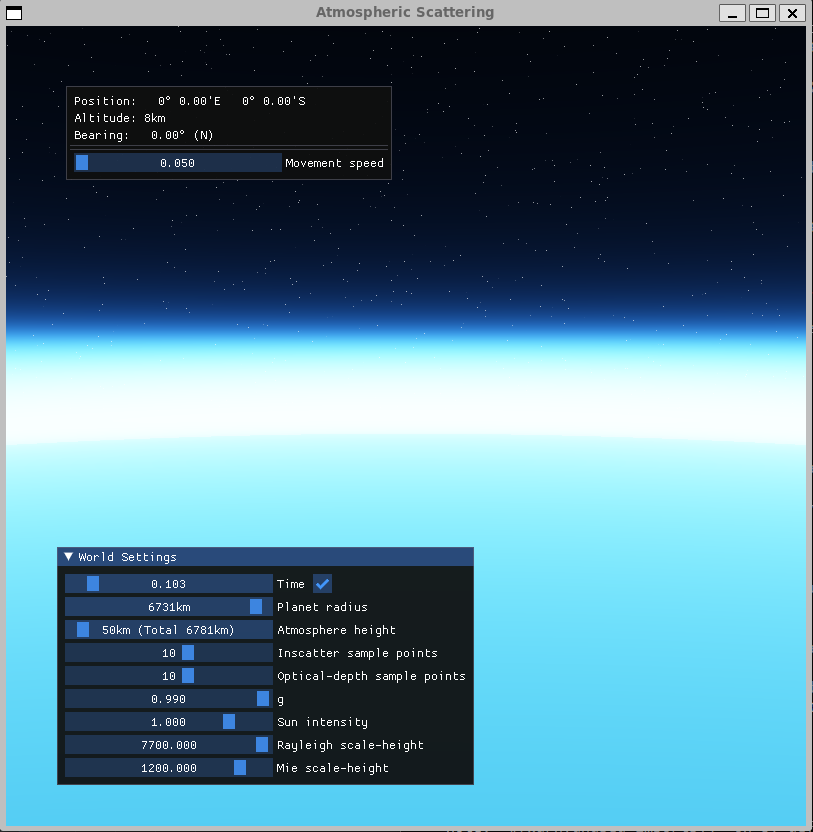 Atmospheric Scattering
Position:   0° 0.00'E   0° 0.00'S
Altitude: 8km
Bearing:   0.00° (N)
0.050 Movement speed
▼ World Settings
0.103 Time
6731km Planet radius
50km (Total 6781km) Atmosphere height
10 Inscatter sample points
10 Optical-depth sample points
0.990 g
1.000 Sun intensity
7700.000 Rayleigh scale-height
1200.000 Mie scale-height